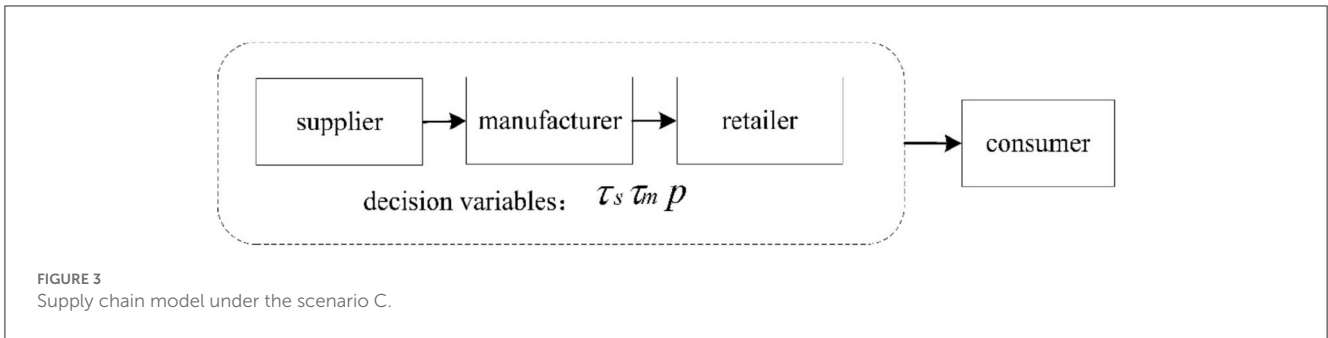 supplier
manufacturer
retailer
consumer
decision variables： τs τm p
FIGURE 3
Supply chain model under the scenario C.